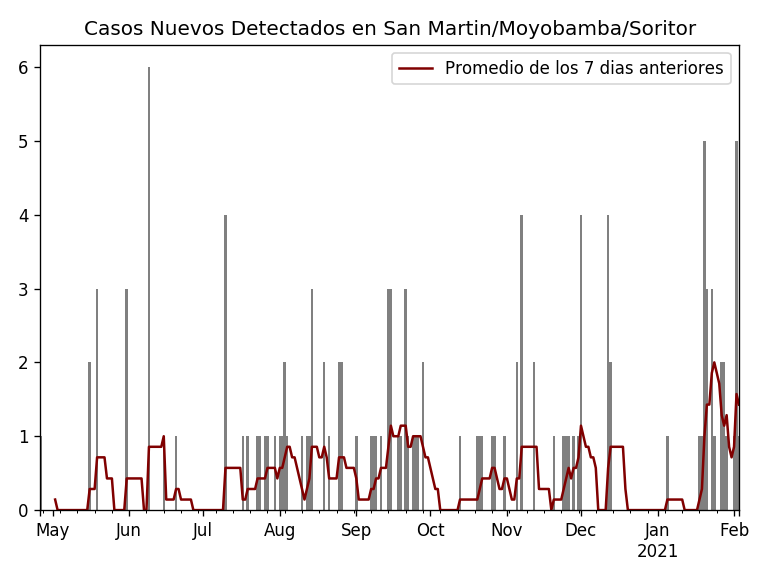 Casos Nuevos Detectados en San Martin/Moyobamba/Soritor
Promedio de los 7 dias anteriores
6
5
4
3
2
1
0
May Jun Jul Aug Sep Oct Nov Dec Jan Feb
2021